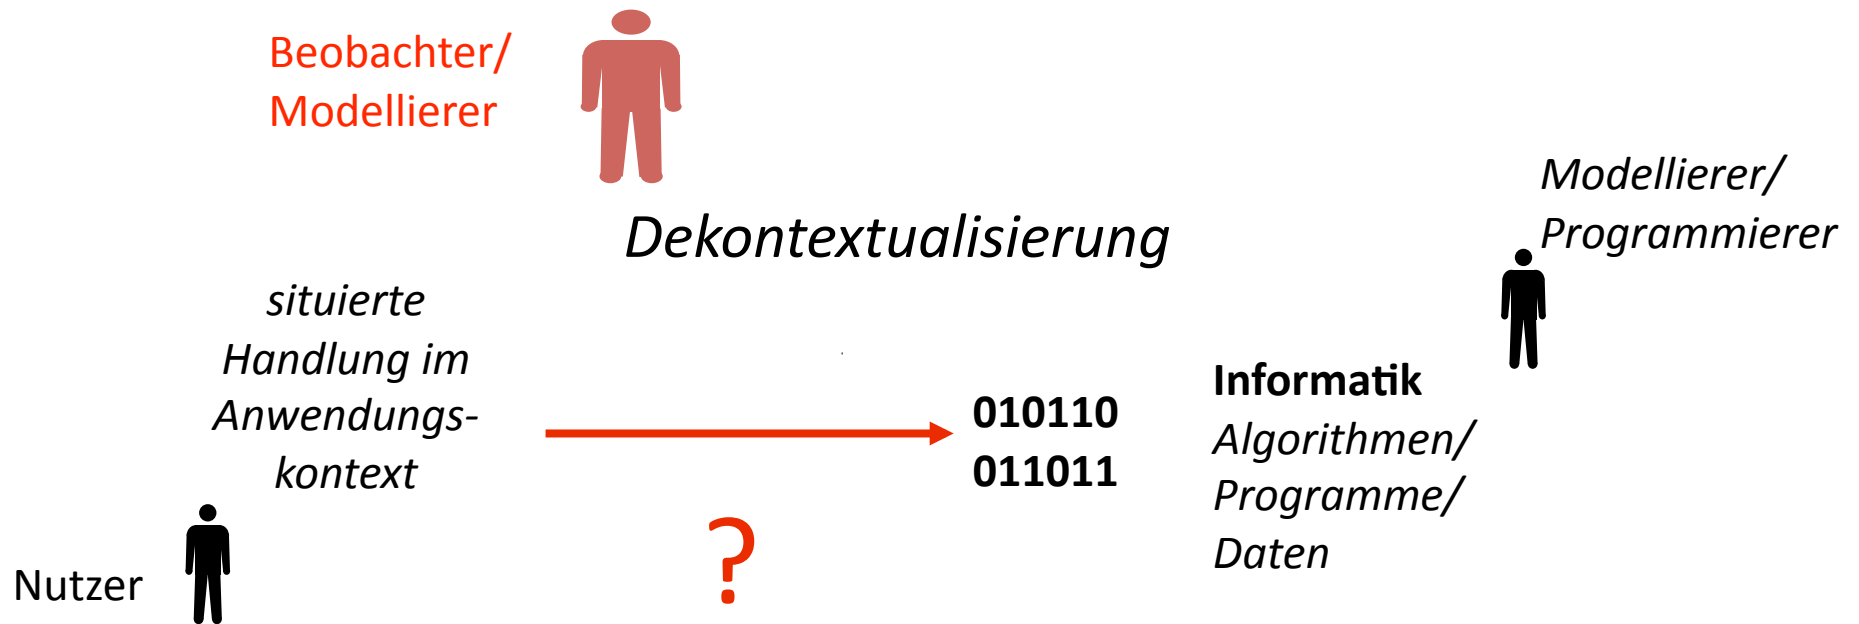 Beobachter/
Modellierer
Modellierer/
Programmierer
Dekontextualisierung
situierte
Handlung im
Anwendungs-
kontext
010110
011011
Informatik
Algorithmen/
Programme/
Daten
?
Nutzer